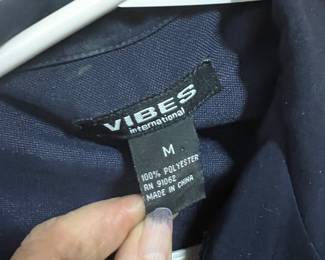 VIBES
international
M
100% POLYESTER
RN 91062
MADE IN CHINA